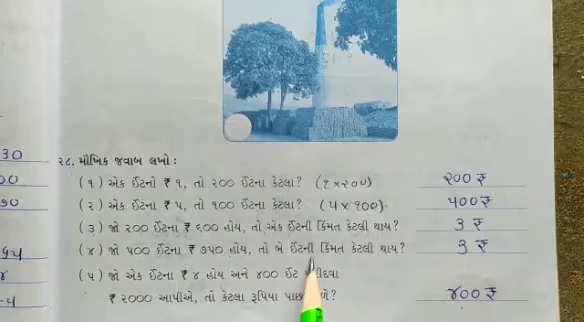 ૩૦
૨૮. મૌખિક જવાબ લખો :
(૧) એક ઈંટનો ₹ ૧, તો ૨૦૦ ઈંટના કેટલા? (૧×૨૦૦) ૨૦૦ ₹
(૨) એક ઈંટના ₹ ૫, તો ૧૦૦ ઈંટના કેટલા? (૫×૧૦૦) ૫૦૦ ₹
(૩) જો ૨૦૦ ઈંટના ₹ ૬૦૦ હોય, તો એક ઈંટની કિંમત કેટલી થાય? ૩ ₹
(૪) જો ૫૦૦ ઈંટના ₹ ૭૫૦ હોય, તો બે ઈંટની કિંમત કેટલી થાય? ૩ ₹
(૫) જો એક ઈંટના ₹ ૪ હોય અને ૪૦૦ ઈંટ
₹ ૨૦૦૦ આપીએ, તો કેટલા રૂપિયા ૪૦૦ ₹